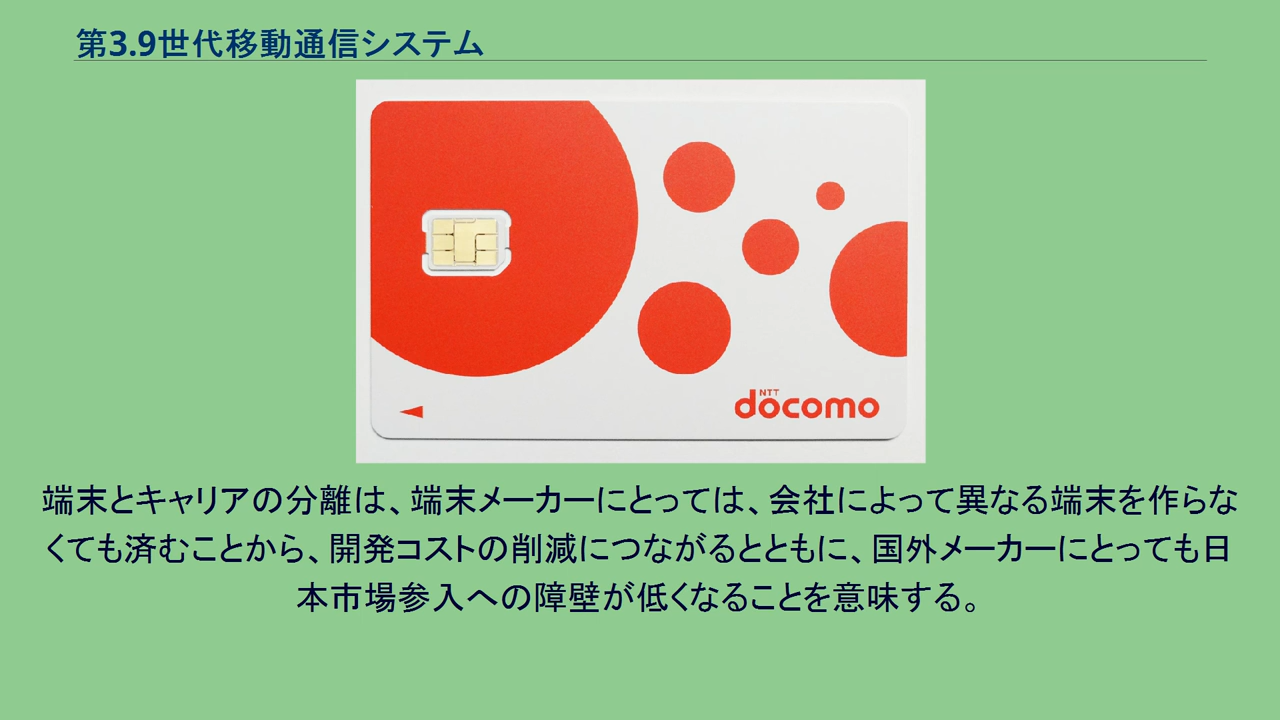 第3.9世代移動通信システム
NTT
docomo
端末とキャリアの分離は、端末メーカーにとっては、会社によって異なる端末を作らな
くても済むことから、開発コストの削減につながるとともに、国外メーカーにとっても日
本市場参入への障壁が低くなることを意味する。